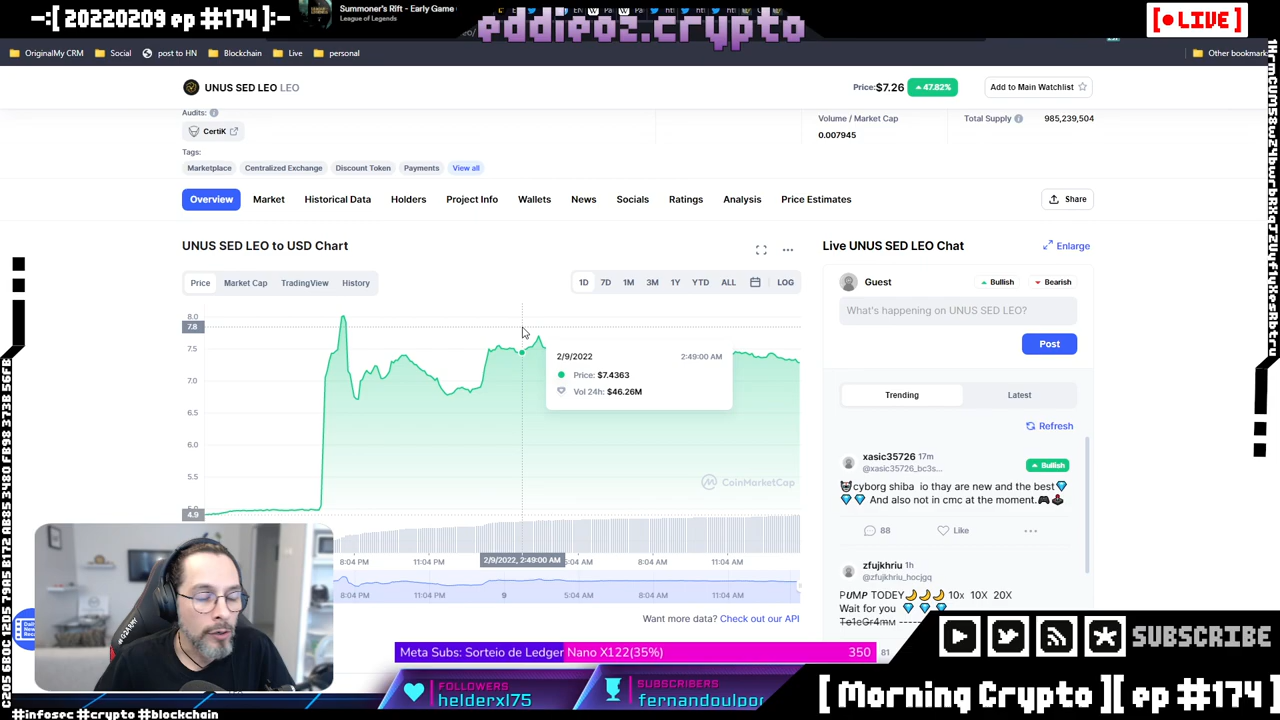 —:[ 20220209 ep #174 ]:-
Summoner's Rift - Early Game
League of Legends
eddieoz.crypto
[•LIVE]
OriginalMy CRM
Social
post to HN
Blockchain
Live
personal
Other bookmark
UNUS SED LEO LEO
Price:$7.26
47.82%
Add to Main Watchlist
Audits:
CertiK
Volume / Market Cap
0.007945
Total Supply
985,239,504
Tags:
Marketplace
Centralized Exchange
Discount Token
Payments
View all
Overview
Market
Historical Data
Holders
Project Info
Wallets
News
Socials
Ratings
Analysis
Price Estimates
Share
UNUS SED LEO to USD Chart
Price
Market Cap
TradingView
History
1D
7D
1M
3M
1Y
YTD
ALL
LOG
8.0
7.8
7.5
7.0
6.5
6.0
5.5
4.9
2/9/2022
2:49:00 AM
Price: $7.4363
Vol 24h: $46.26M
CoinMarketCap
8:04 PM
11:04 PM
2/9/2022, 2:49:00 AM
5:04 AM
8:04 AM
11:04 AM
8:04 PM
11:04 PM
9
5:04 AM
8:04 AM
11:04 AM
Want more data? Check out our API
Live UNUS SED LEO Chat
Enlarge
Guest
Bullish
Bearish
What's happening on UNUS SED LEO?
Post
Trending
Latest
Refresh
xasic35726 17m
@xasic35726_bc3s...
Bullish
🐷cyborg shiba io thay are new and the best💎
💎💎 And also not in cmc at the moment.🎮🕹️
88
Like
zfujkhriu 1h
@zfujkhriu_hocjgq
PUMP TODEY🌙🌙🌙 10x 10X 20X
Wait for you 💎 💎 💎
81
Meta Subs: Sorteio de Ledger Nano X122(35%)
350
FOLLOWERS
helderxl75
SUBSCRIBERS
fernandoulpor
SUBSCRIBE
[ Morning Crypto ][ ep #174 ]
#infosec #crypto #blockchain